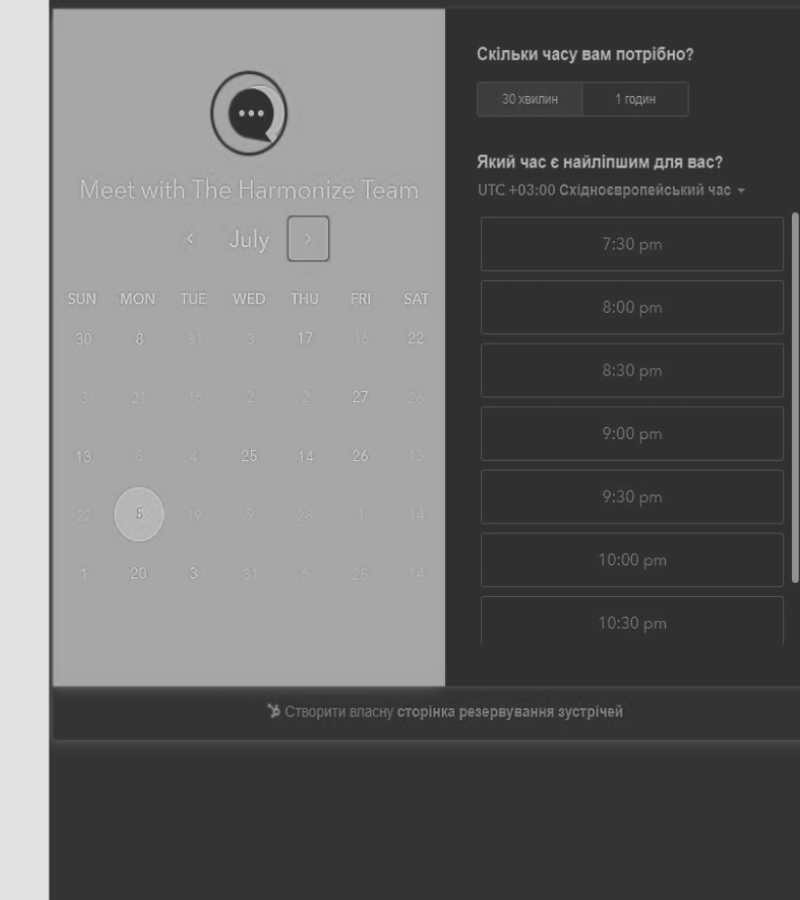 Meet with The Harmonize Team
July
SUN MON TUE WED THU FRI SAT
30 8 31 3 17 16 22
3 21 16 2 2 27 26
13 8 4 25 14 26 13
22 5 19 9 28 1 14
1 20 3 31 6 25 14
Скільки часу вам потрібно?
30 хвилин 1 годин
Який час є найліпшим для вас?
UTC +03:00 Східноєвропейський час
7:30 pm
8:00 pm
8:30 pm
9:00 pm
9:30 pm
10:00 pm
10:30 pm
Створити власну сторінка резервування зустрічей